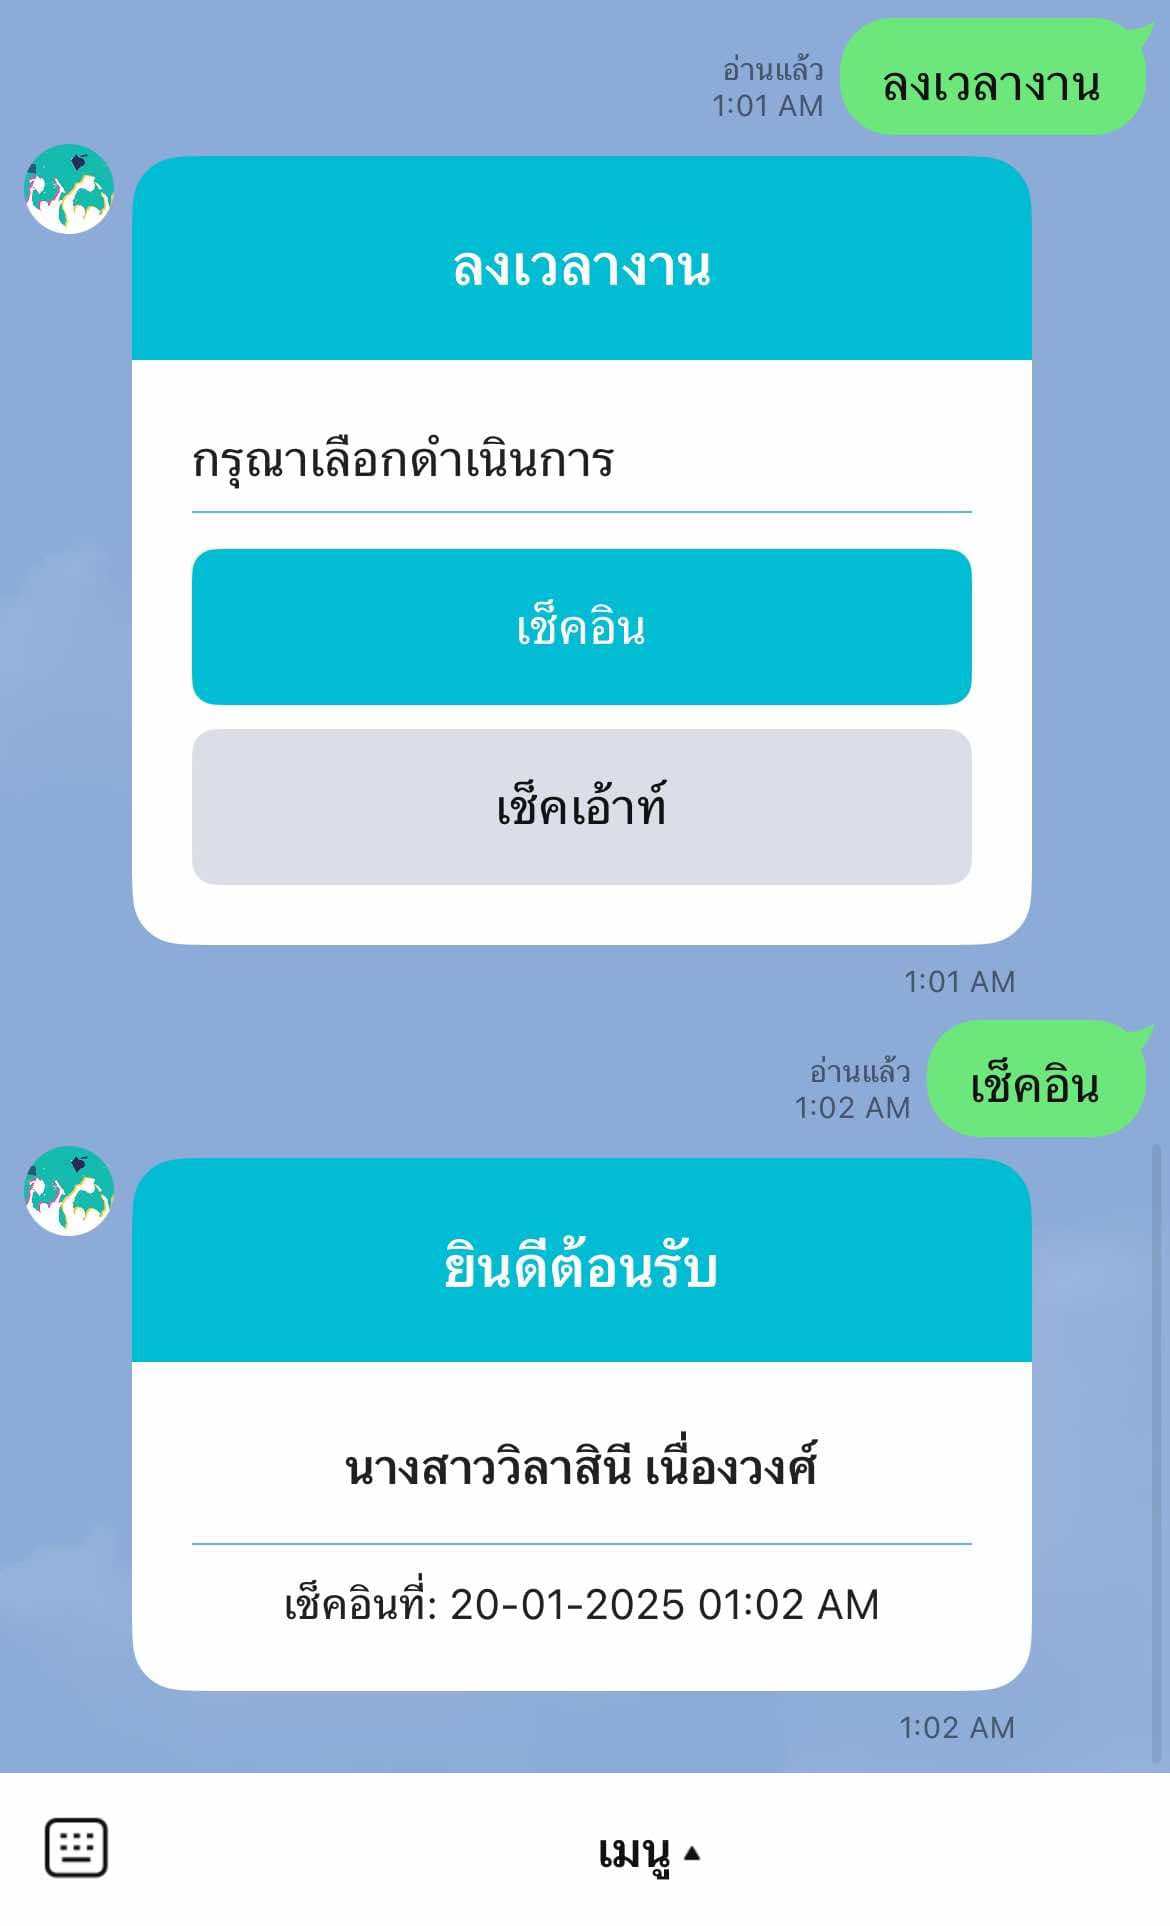 ลงเวลางาน
อ่านแล้ว
1:01 AM
ลงเวลางาน
กรุณาเลือกดำเนินการ
เช็คอิน
เช็คเอ้าท์
1:01 AM
เช็คอิน
อ่านแล้ว
1:02 AM
ยินดีต้อนรับ
นางสาววิลาสินี เนื่องวงศ์
เช็คอินที่: 20-01-2025 01:02 AM
1:02 AM
เมนู